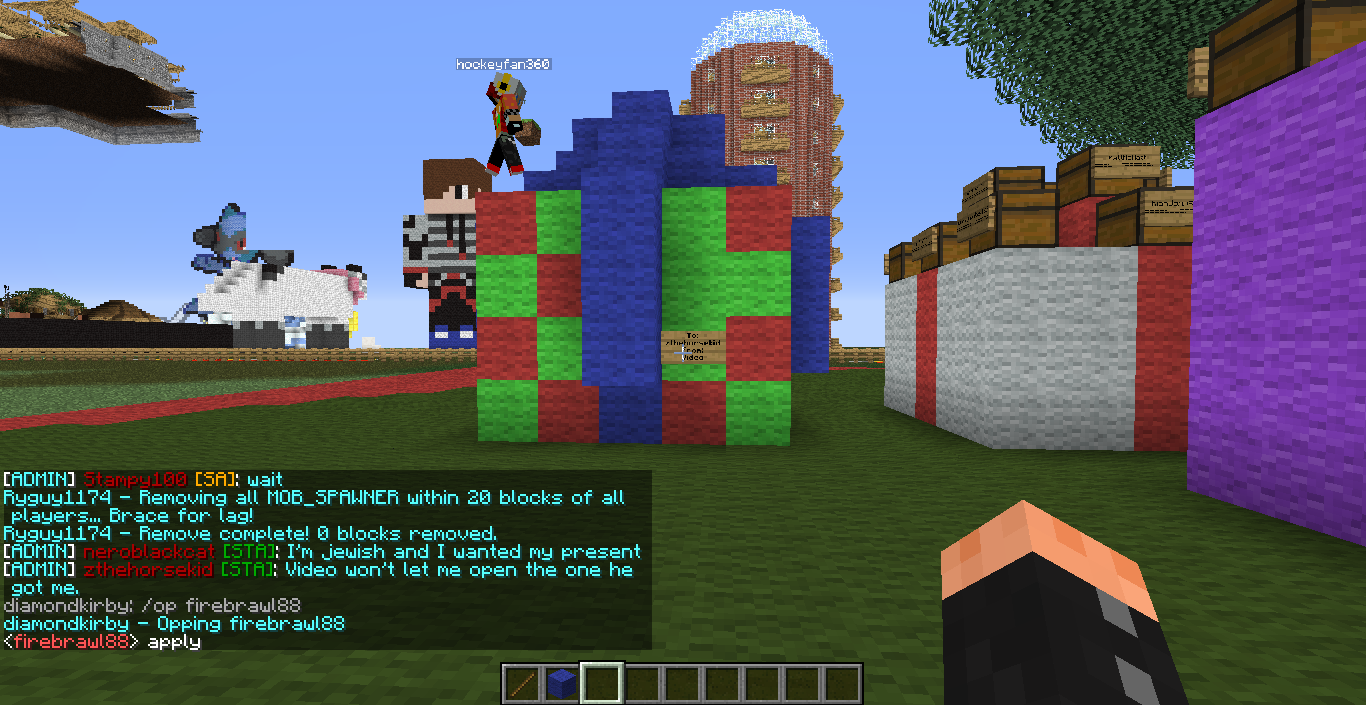 hockeyfan360
To:
zthehorsekid
from:
Video
[ADMIN] Stampy100 [SA]: wait
Ryguy1174 - Removing all MOB_SPAWNER within 20 blocks of all
players... Brace for lag!
Ryguy1174 - Remove complete! 0 blocks removed.
[ADMIN] neroblackcat [STA]: I'm jewish and I wanted my present
[ADMIN] zthehorsekid [STA]: Video won't let me open the one he
got me.
diamondkirby: /op firebrawl88
diamondkirby - Opping firebrawl88
<firebrawl88> apply